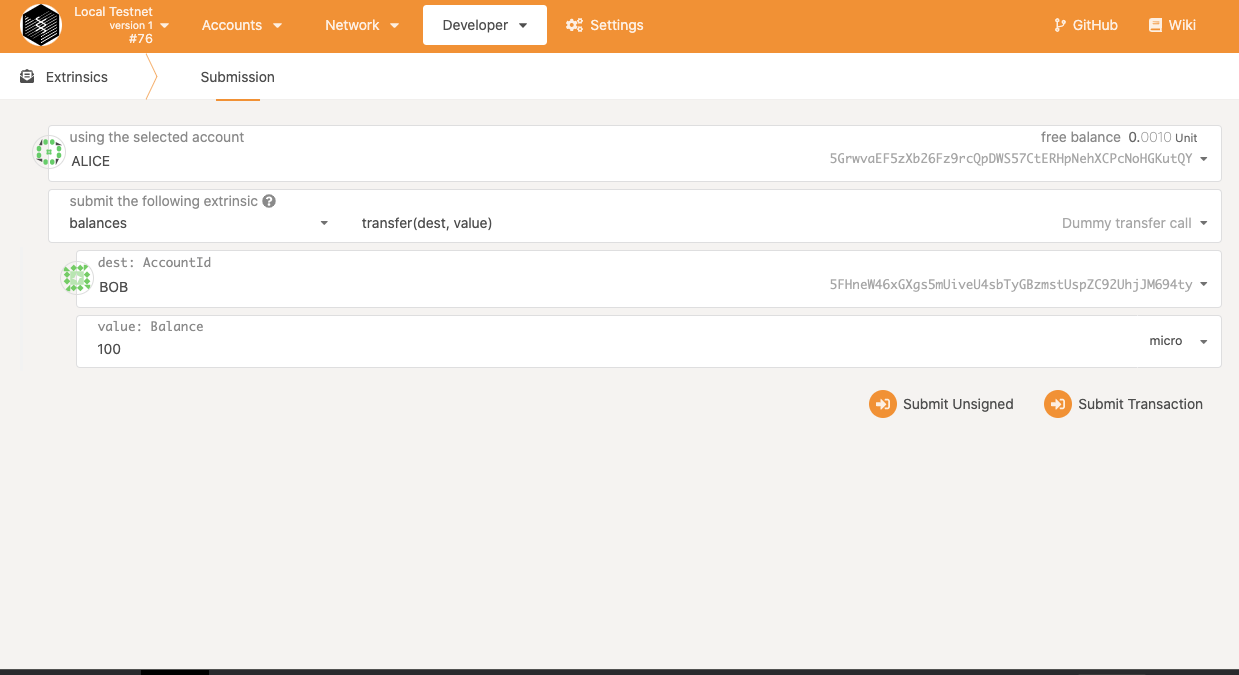 Local Testnet
version 1
#76
Accounts
Network
Developer
Settings
GitHub
Wiki
Extrinsics
Submission
using the selected account
free balance 0.0010 Unit
ALICE
5GrwvaEF5zXb26Fz9rcQpDWS57CtERHpNehXCPcNoHGKutQY
submit the following extrinsic ?
balances
transfer(dest, value)
Dummy transfer call
dest: AccountId
BOB
5FHneW46xGXgs5mUiveU4sbTyGBzmstUspZC92UhjJM694ty
value: Balance
100
micro
Submit Unsigned
Submit Transaction